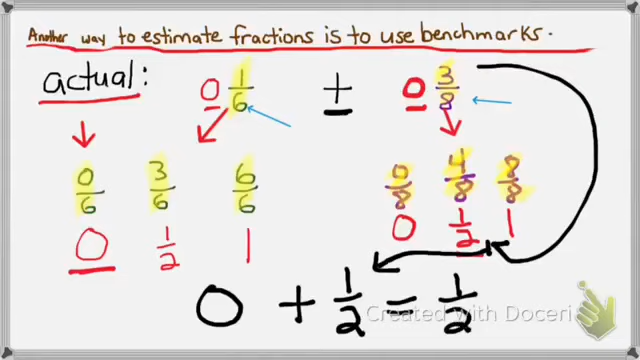 Another way to estimate fractions is to use benchmarks.
actual: 0 1/6 + 0 3/8
0/6 3/6 6/6 0/8 4/8 8/8
0 1/2 1 0 1/2 1
0 + 1/2 = 1/2
Created with Doceri